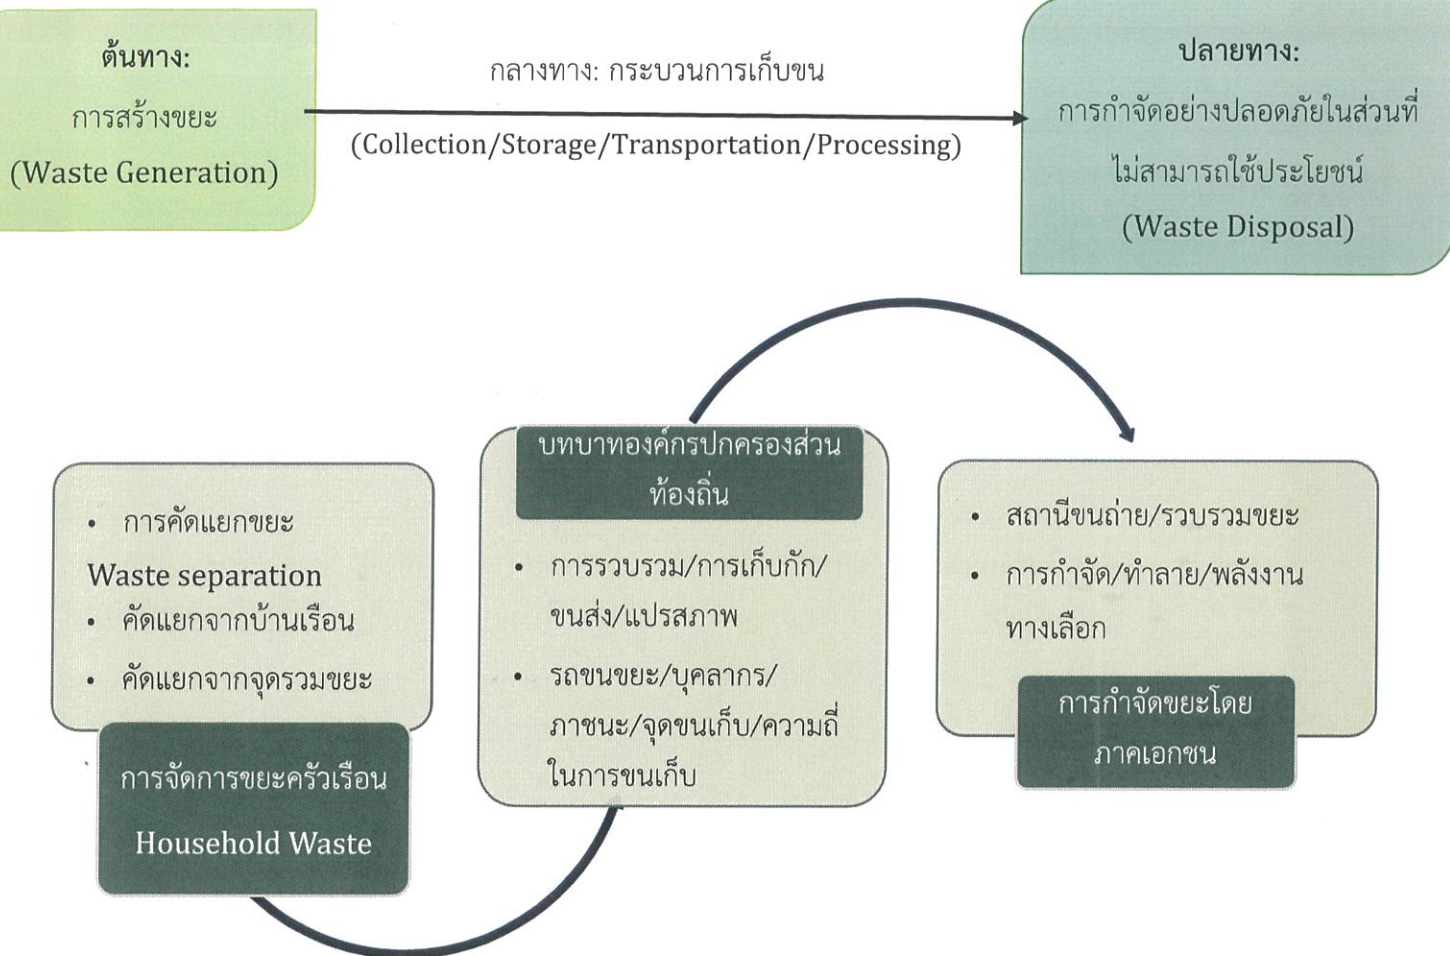 ต้นทาง:
การสร้างขยะ
(Waste Generation)
กลางทาง: กระบวนการเก็บขน
(Collection/Storage/Transportation/Processing)
ปลายทาง:
การกำจัดอย่างปลอดภัยในส่วนที่
ไม่สามารถใช้ประโยชน์
(Waste Disposal)
• การคัดแยกขยะ
Waste separation
• คัดแยกจากบ้านเรือน
• คัดแยกจากจุดรวมขยะ
การจัดการขยะครัวเรือน
Household Waste
บทบาทองค์กรปกครองส่วน
ท้องถิ่น
• การรวบรวม/การเก็บกัก/
ขนส่ง/แปรสภาพ
• รถขนขยะ/บุคลากร/
ภาชนะ/จุดขนเก็บ/ความถี่
ในการขนเก็บ
• สถานีขนถ่าย/รวบรวมขยะ
• การกำจัด/ทำลาย/พลังงาน
ทางเลือก
การกำจัดขยะโดย
ภาคเอกชน